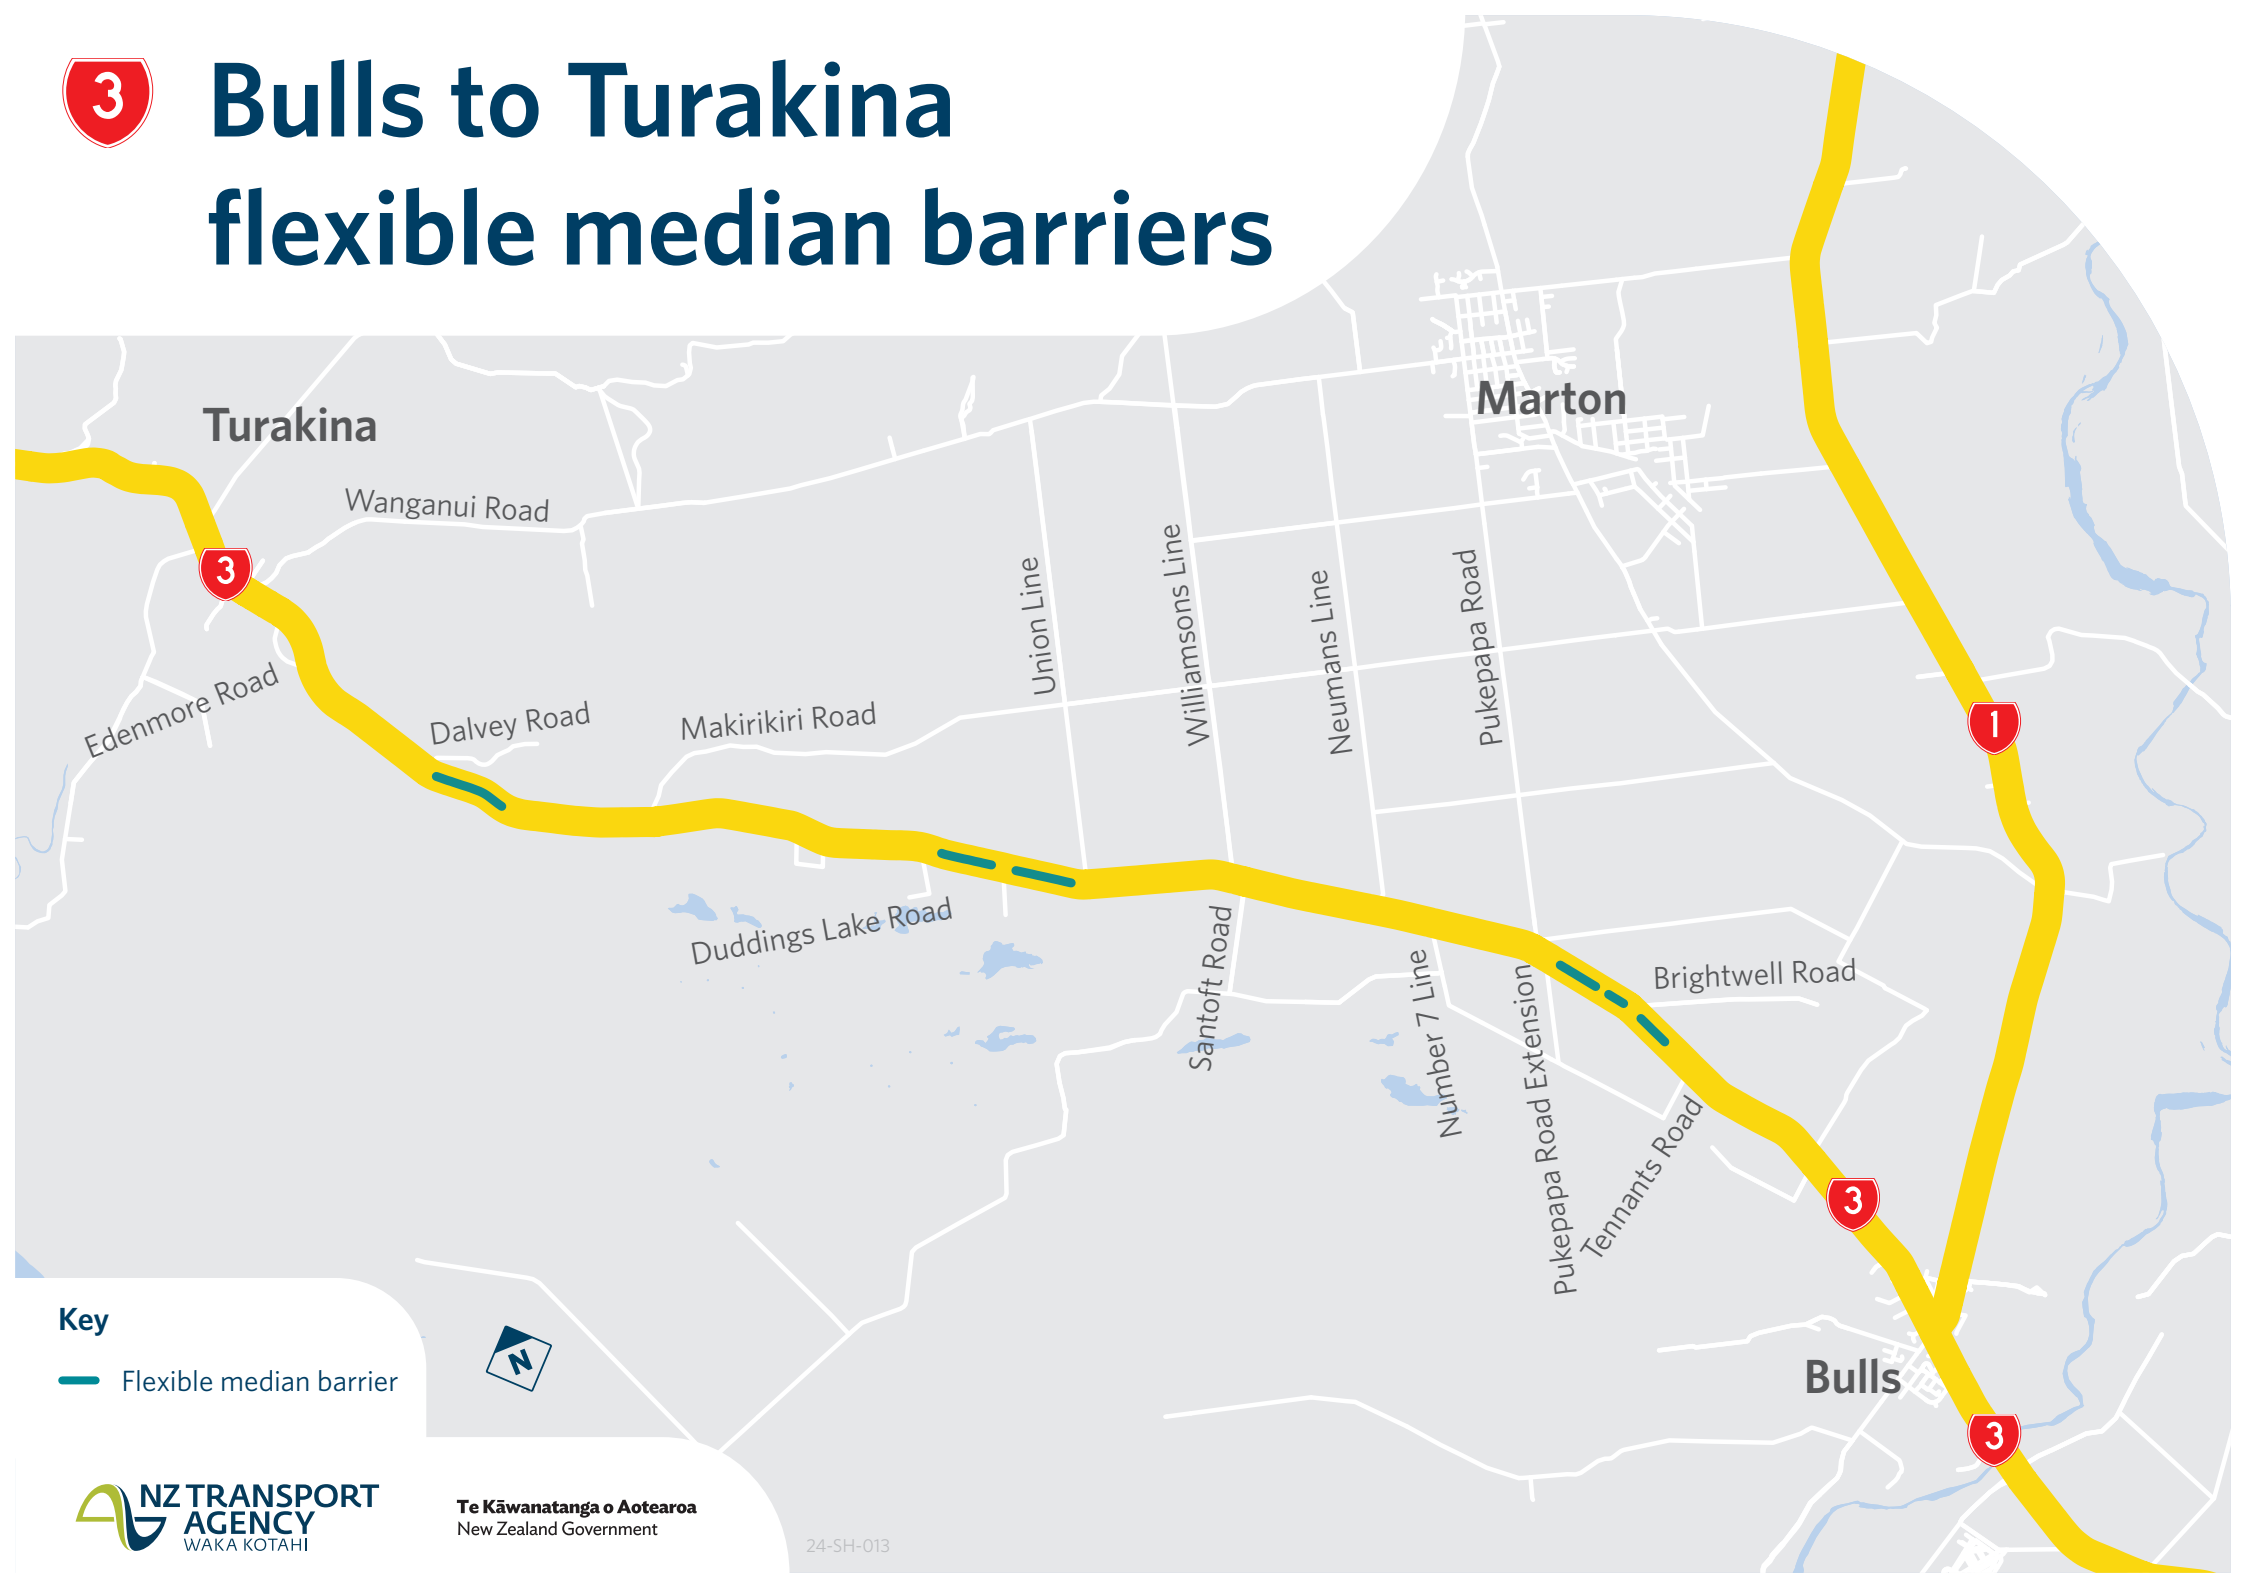 3
Bulls to Turakina
flexible median barriers
Marton
Turakina
Wanganui Road
3
Union Line
Williamsons Line
Neumans Line
Pukepapa Road
Edenmore Road
Dalvey Road
Makirikiri Road
1
Duddings Lake Road
Santoft Road
Number 7 Line
Pukepapa Road Extension
Brightwell Road
Tennants Road
3
Bulls
3
Key
Flexible median barrier
N
NZ TRANSPORT
AGENCY
WAKA KOTAHI
Te Kāwanatanga o Aotearoa
New Zealand Government
24-SH-013